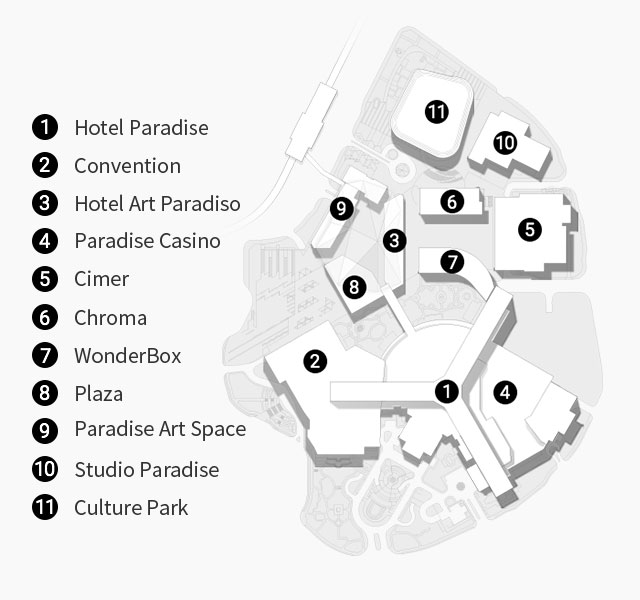 1 Hotel Paradise
2 Convention
3 Hotel Art Paradiso
4 Paradise Casino
5 Cimer
6 Chroma
7 WonderBox
8 Plaza
9 Paradise Art Space
10 Studio Paradise
11 Culture Park
11
10
9
6
3
5
7
8
2
1
4